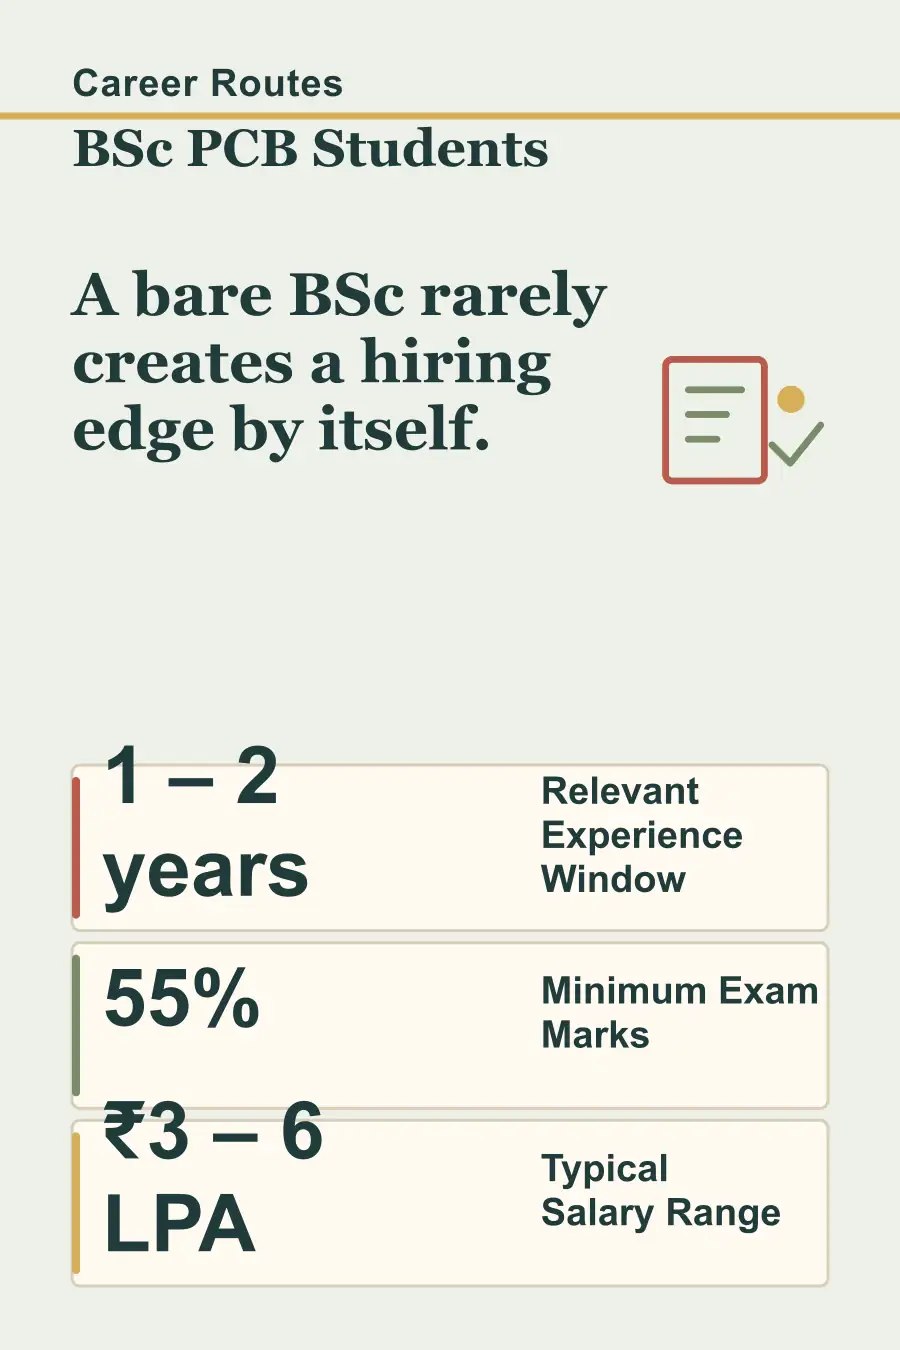 Career Routes
BSc PCB Students
A bare BSc rarely
creates a hiring
edge by itself.
1 – 2
years
Relevant
Experience
Window
55%
Minimum Exam
Marks
₹3 – 6
LPA
Typical
Salary Range